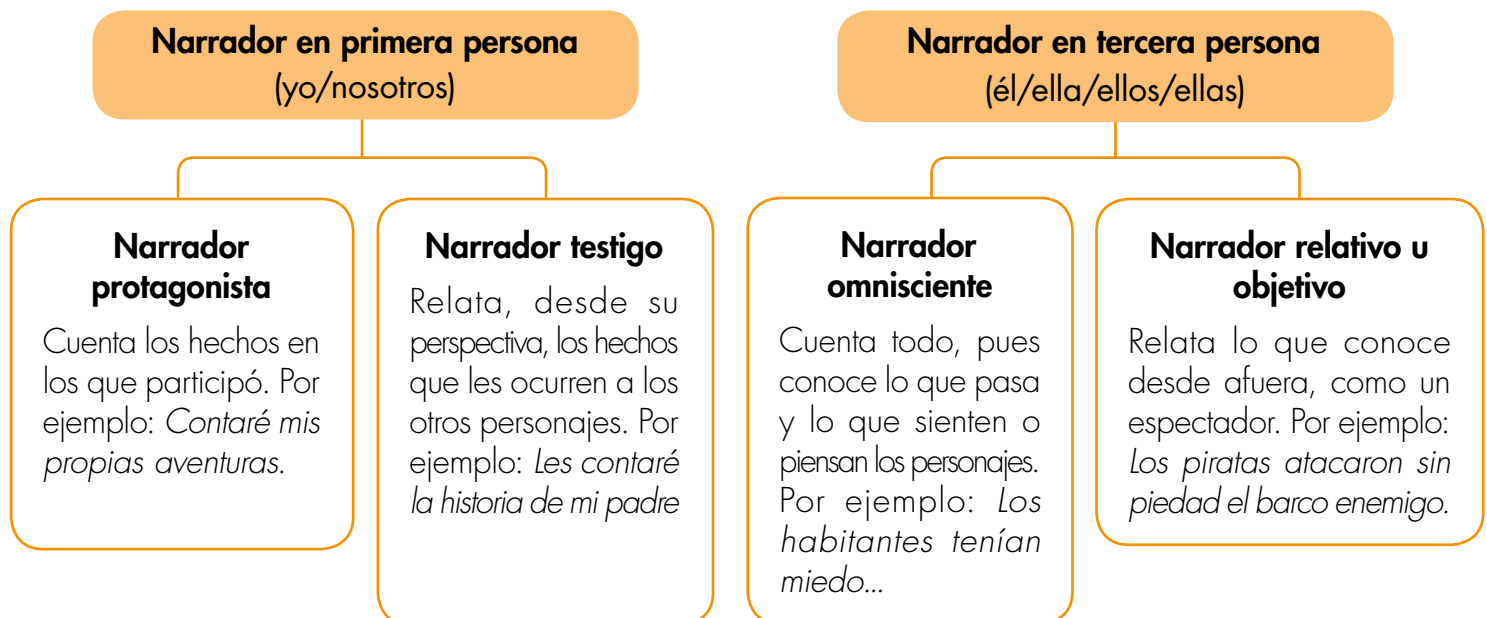 Narrador en primera persona
(yo/nosotros)
Narrador
protagonista
Cuenta los hechos en
los que participó. Por
ejemplo: Contaré mis
propias aventuras.
Narrador testigo
Relata, desde su
perspectiva, los hechos
que les ocurren a los
otros personajes. Por
ejemplo: Les contaré
la historia de mi padre
Narrador en tercera persona
(él/ella/ellos/ellas)
Narrador
omnisciente
Cuenta todo, pues
conoce lo que pasa
y lo que sienten o
piensan los personajes.
Por ejemplo: Los
habitantes tenían
miedo...
Narrador relativo u
objetivo
Relata lo que conoce
desde afuera, como un
espectador. Por ejemplo:
Los piratas atacaron sin
piedad el barco enemigo.